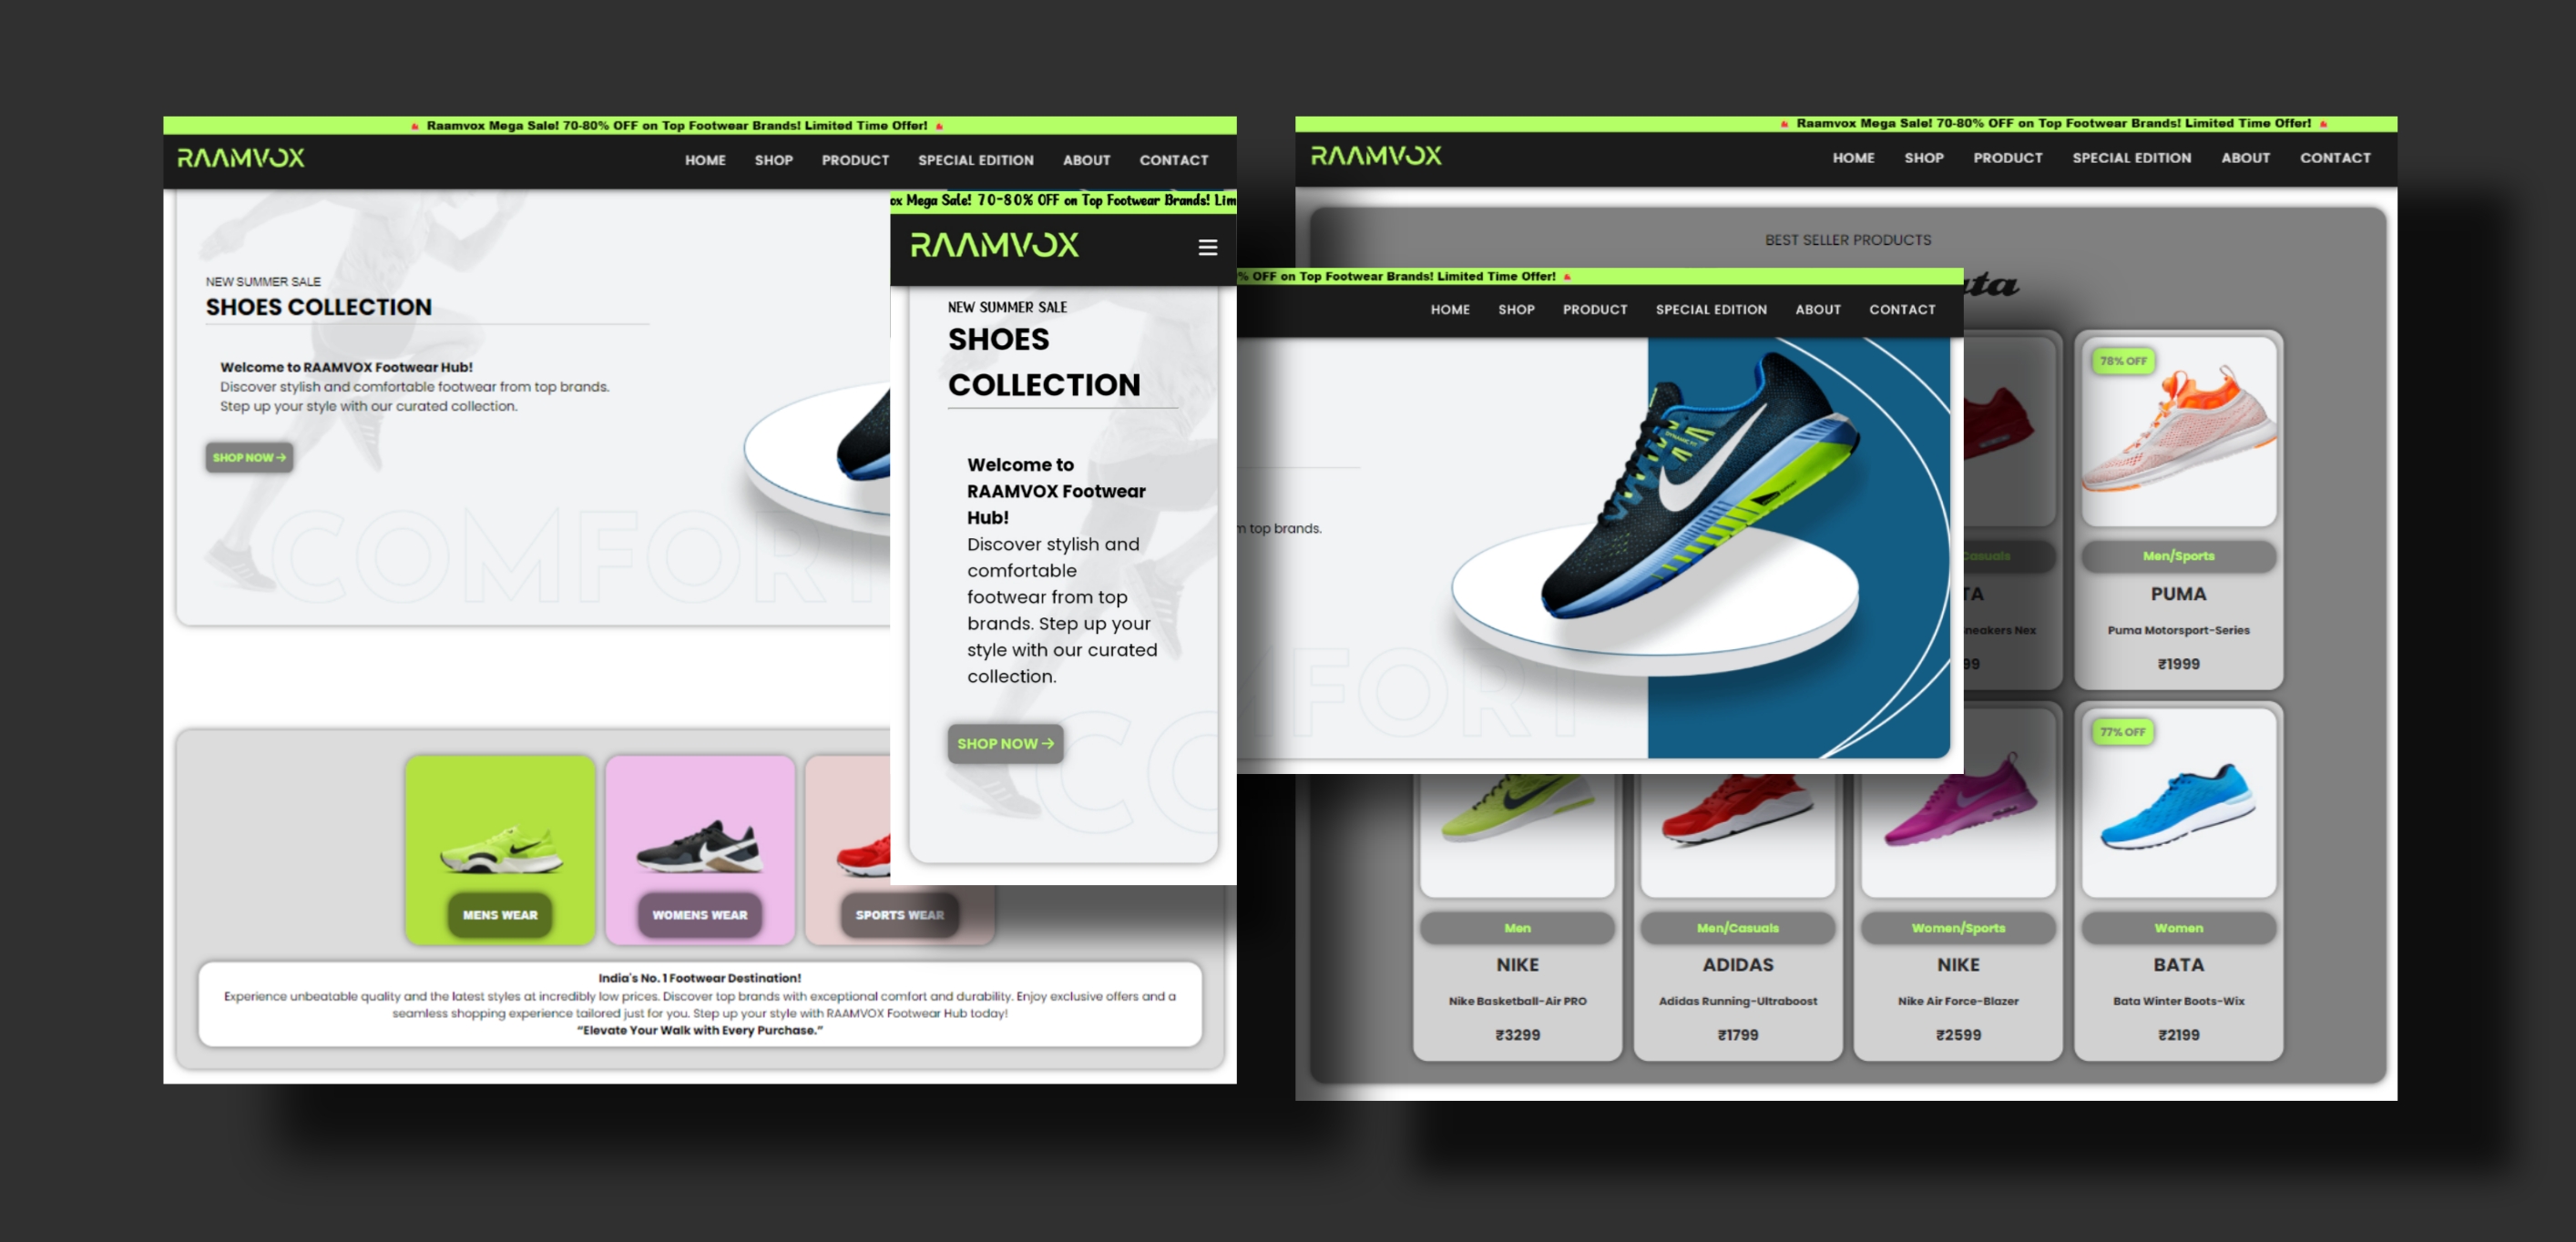 Raamvox Mega Sale! 70-80% OFF on Top Footwear Brands! Limited Time Offer!
RAAMVOX
HOME SHOP PRODUCT SPECIAL EDITION ABOUT CONTACT
NEW SUMMER SALE
SHOES COLLECTION
Welcome to RAAMVOX Footwear Hub!
Discover stylish and comfortable footwear from top brands.
Step up your style with our curated collection.
SHOP NOW →
COMFORT
MENS WEAR
WOMENS WEAR
SPORTS WEAR
India's No. 1 Footwear Destination!
Experience unbeatable quality and the latest styles at incredibly low prices. Discover top brands with exceptional comfort and durability. Enjoy exclusive offers and a
seamless shopping experience tailored just for you. Step up your style with RAAMVOX Footwear Hub today!
“Elevate Your Walk with Every Purchase.”
Mega Sale! 70-80% OFF on Top Footwear Brands!
RAAMVOX
NEW SUMMER SALE
SHOES
COLLECTION
Welcome to
RAAMVOX Footwear
Hub!
Discover stylish and
comfortable
footwear from top
brands. Step up your
style with our curated
collection.
SHOP NOW →
CO
% OFF on Top Footwear Brands! Limited Time Offer!
HOME SHOP PRODUCT SPECIAL EDITION ABOUT CONTACT
top brands.
FORT
Raamvox Mega Sale! 70-80% OFF on Top Footwear Brands! Limited Time Offer!
RAAMVOX
HOME SHOP PRODUCT SPECIAL EDITION ABOUT CONTACT
BEST SELLER PRODUCTS
78% OFF
Casuals
TA
Sneakers Nex
99
Men/Sports
PUMA
Puma Motorsport-Series
₹1999
77% OFF
Men
NIKE
Nike Basketball-Air PRO
₹3299
Men/Casuals
ADIDAS
Adidas Running-Ultraboost
₹1799
Women/Sports
NIKE
Nike Air Force-Blazer
₹2599
Women
BATA
Bata Winter Boots-Wix
₹2199